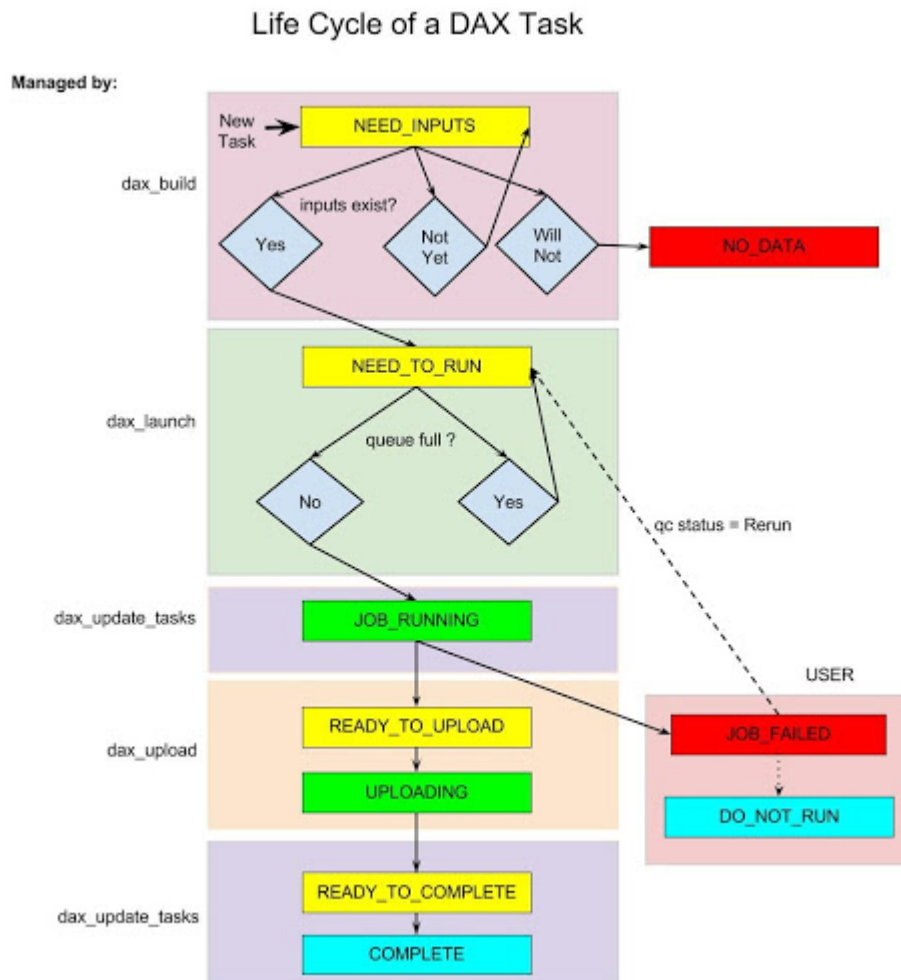 Life Cycle of a DAX Task
Managed by:
New
Task
NEED_INPUTS
dax_build
inputs exist?
Yes
Not
Yet
Will
Not
NO_DATA
NEED_TO_RUN
dax_launch
queue full ?
No
Yes
qc status = Rerun
dax_update_tasks
JOB_RUNNING
USER
READY_TO_UPLOAD
JOB_FAILED
dax_upload
UPLOADING
DO_NOT_RUN
READY_TO_COMPLETE
dax_update_tasks
COMPLETE